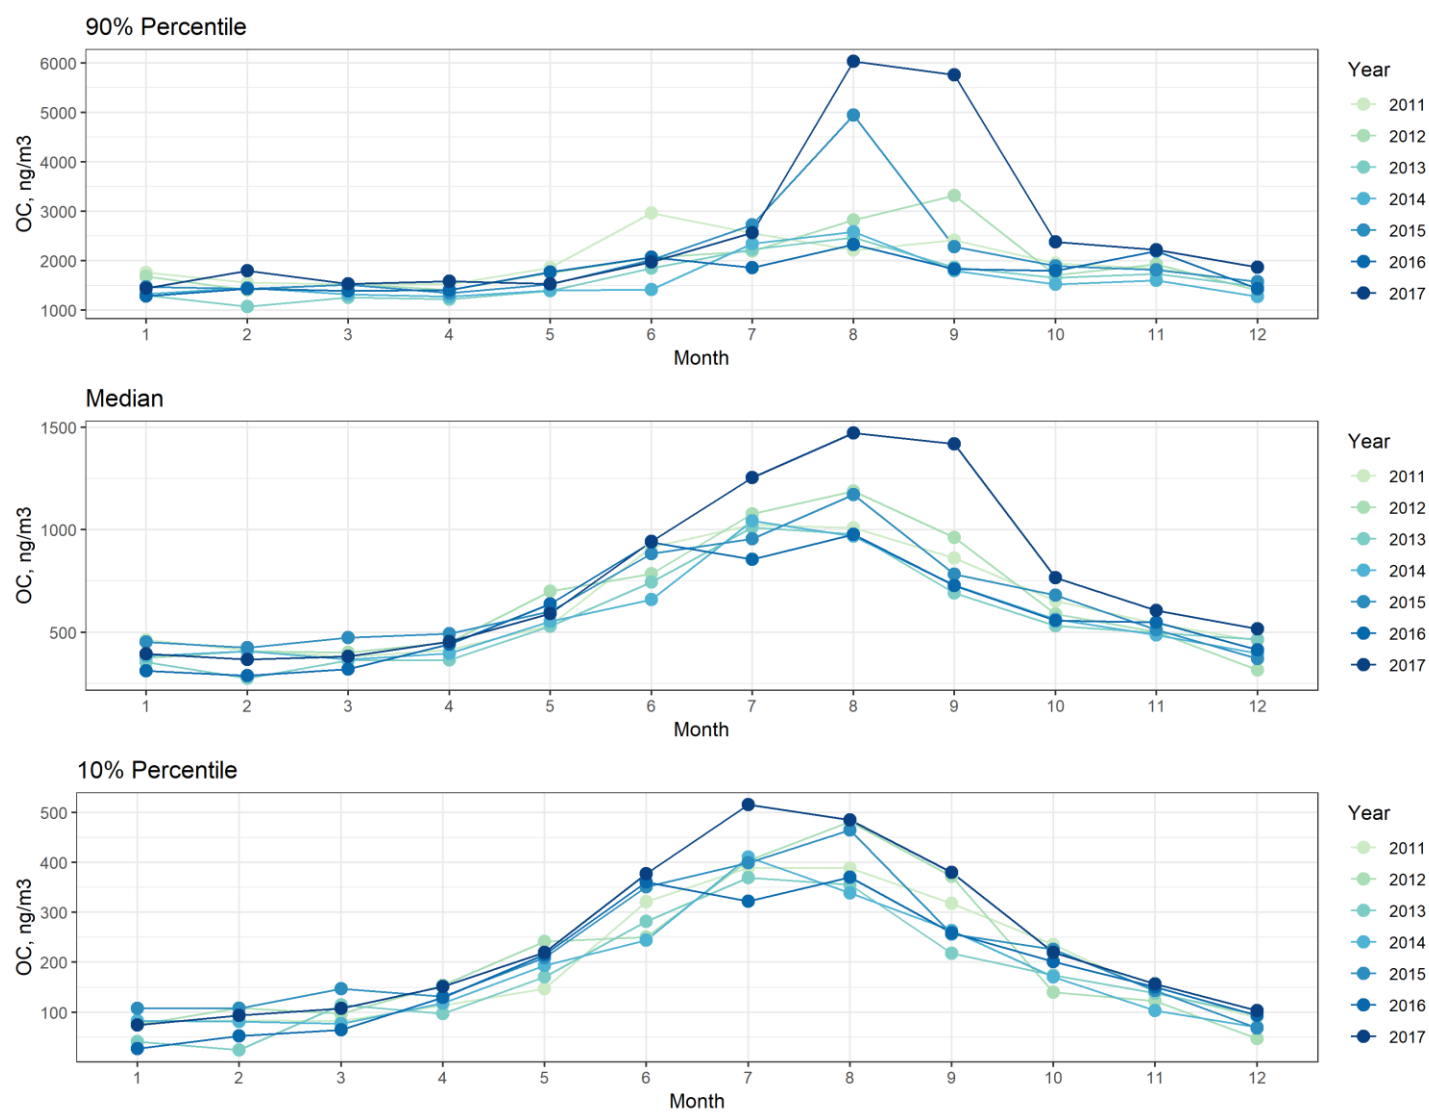 90% Percentile
OC, ng/m3
6000
5000
4000
3000
2000
1000
1 2 3 4 5 6 7 8 9 10 11 12
Month
Year
2011
2012
2013
2014
2015
2016
2017
Median
OC, ng/m3
1500
1000
500
1 2 3 4 5 6 7 8 9 10 11 12
Month
Year
2011
2012
2013
2014
2015
2016
2017
10% Percentile
OC, ng/m3
500
400
300
200
100
1 2 3 4 5 6 7 8 9 10 11 12
Month
Year
2011
2012
2013
2014
2015
2016
2017